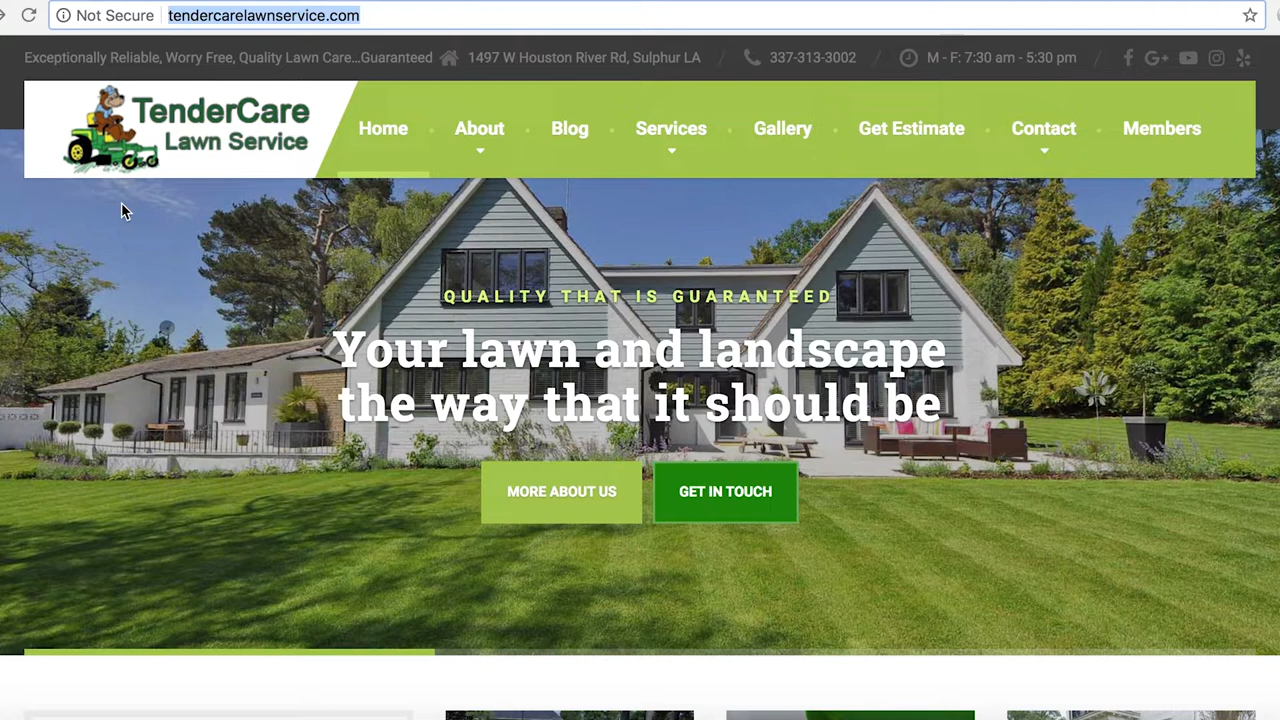 Not Secure tendercarelawnservice.com
Exceptionally Reliable, Worry Free, Quality Lawn Care...Guaranteed 1497 W Houston River Rd, Sulphur LA / 337-313-3002 / M - F: 7:30 am - 5:30 pm /
TenderCare
Lawn Service
Home About Blog Services Gallery Get Estimate Contact Members
QUALITY THAT IS GUARANTEED
Your lawn and landscape
the way that it should be
MORE ABOUT US GET IN TOUCH